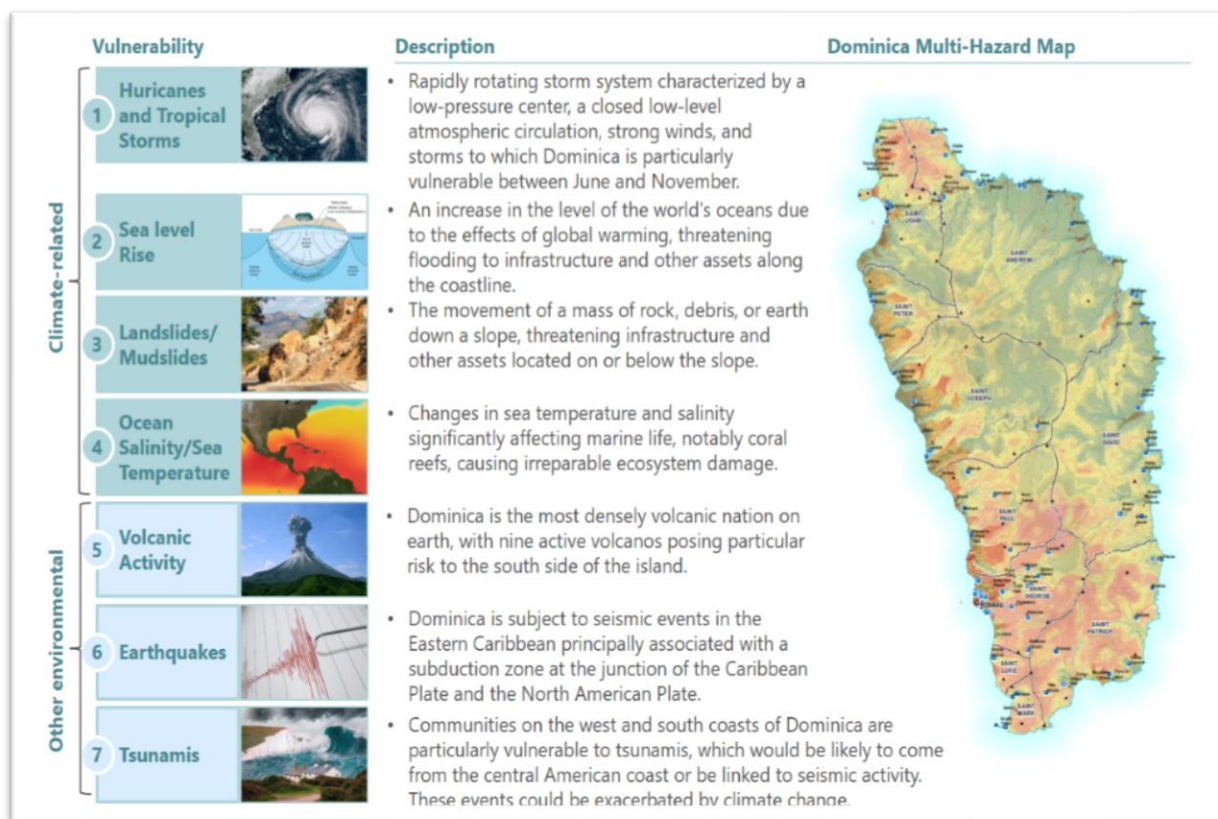 Vulnerability
Description
Dominica Multi-Hazard Map
Climate-related
1
Huricanes
and Tropical
Storms
• Rapidly rotating storm system characterized by a
low-pressure center, a closed low-level
atmospheric circulation, strong winds, and
storms to which Dominica is particularly
vulnerable between June and November.
2
Sea level
Rise
• An increase in the level of the world's oceans due
to the effects of global warming, threatening
flooding to infrastructure and other assets along
the coastline.
3
Landslides/
Mudslides
• The movement of a mass of rock, debris, or earth
down a slope, threatening infrastructure and
other assets located on or below the slope.
4
Ocean
Salinity/Sea
Temperature
• Changes in sea temperature and salinity
significantly affecting marine life, notably coral
reefs, causing irreparable ecosystem damage.
Other environmental
5
Volcanic
Activity
• Dominica is the most densely volcanic nation on
earth, with nine active volcanos posing particular
risk to the south side of the island.
6
Earthquakes
• Dominica is subject to seismic events in the
Eastern Caribbean principally associated with a
subduction zone at the junction of the Caribbean
Plate and the North American Plate.
7
Tsunamis
• Communities on the west and south coasts of Dominica are
particularly vulnerable to tsunamis, which would be likely to come
from the central American coast or be linked to seismic activity.
These events could be exacerbated by climate change.
SAINT
JOHN
SAINT
ANDREW
SAINT
PETER
SAINT
JOSEPH
SAINT
DAVID
SAINT
PAUL
SAINT
GEORGE
SAINT
PATRICK
SAINT
LUKE
SAINT
MARK